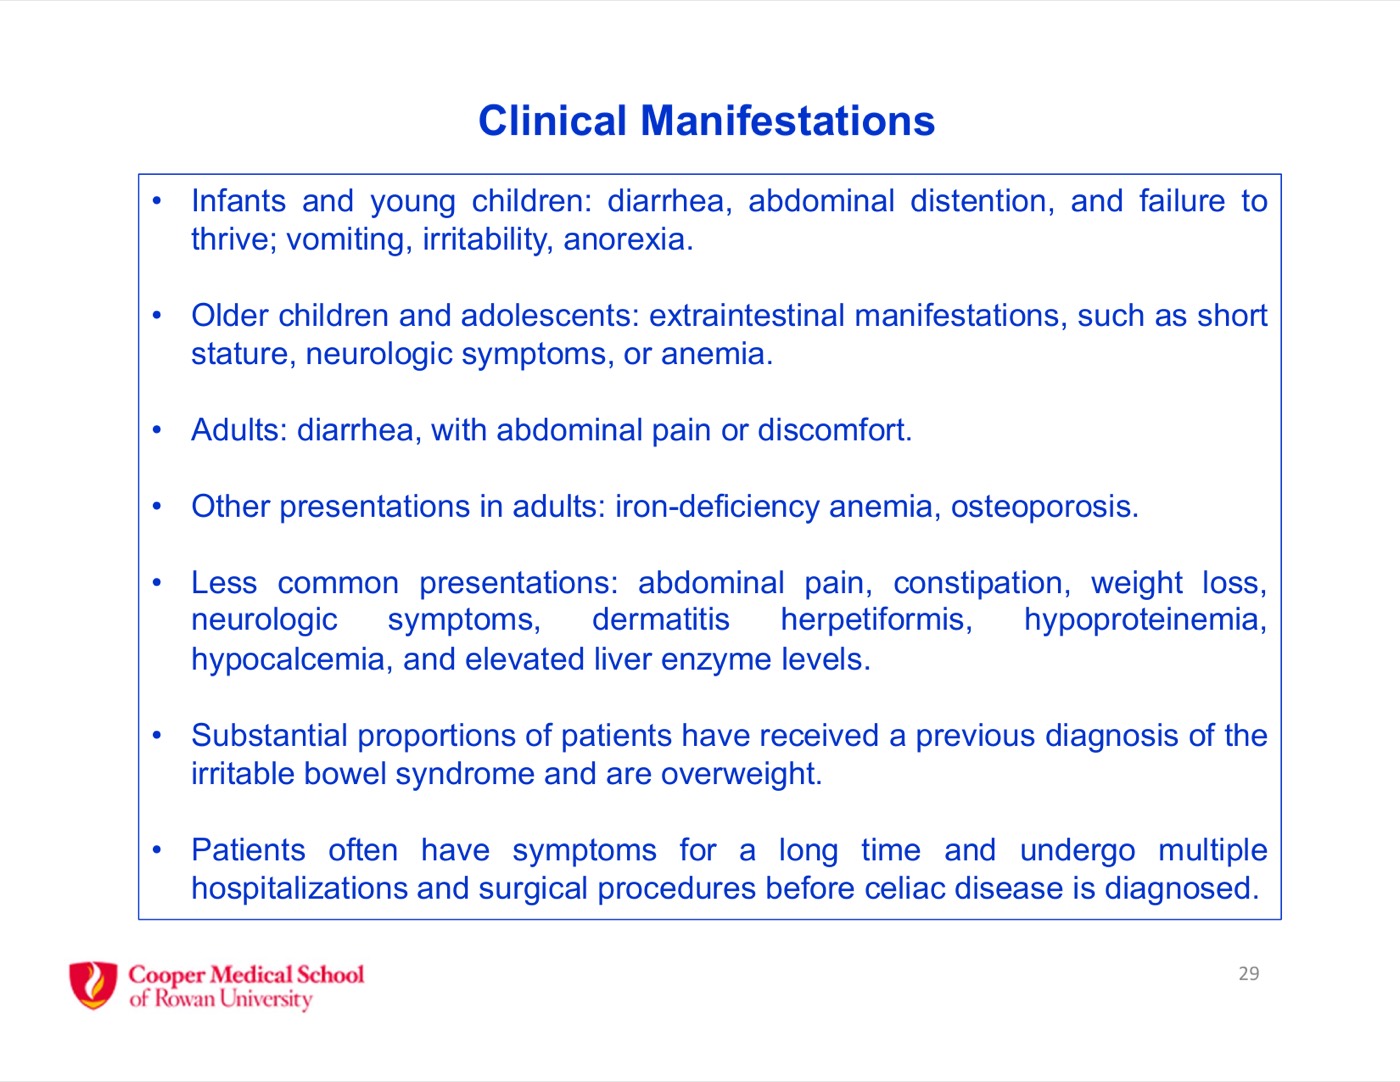 Clinical Manifestations
• Infants and young children: diarrhea, abdominal distention, and failure to
thrive; vomiting, irritability, anorexia.
• Older children and adolescents: extraintestinal manifestations, such as short
stature, neurologic symptoms, or anemia.
• Adults: diarrhea, with abdominal pain or discomfort.
• Other presentations in adults: iron-deficiency anemia, osteoporosis.
• Less common presentations: abdominal pain, constipation, weight loss,
neurologic symptoms, dermatitis herpetiformis, hypoproteinemia,
hypocalcemia, and elevated liver enzyme levels.
• Substantial proportions of patients have received a previous diagnosis of the
irritable bowel syndrome and are overweight.
• Patients often have symptoms for a long time and undergo multiple
hospitalizations and surgical procedures before celiac disease is diagnosed.
Cooper Medical School
of Rowan University
29